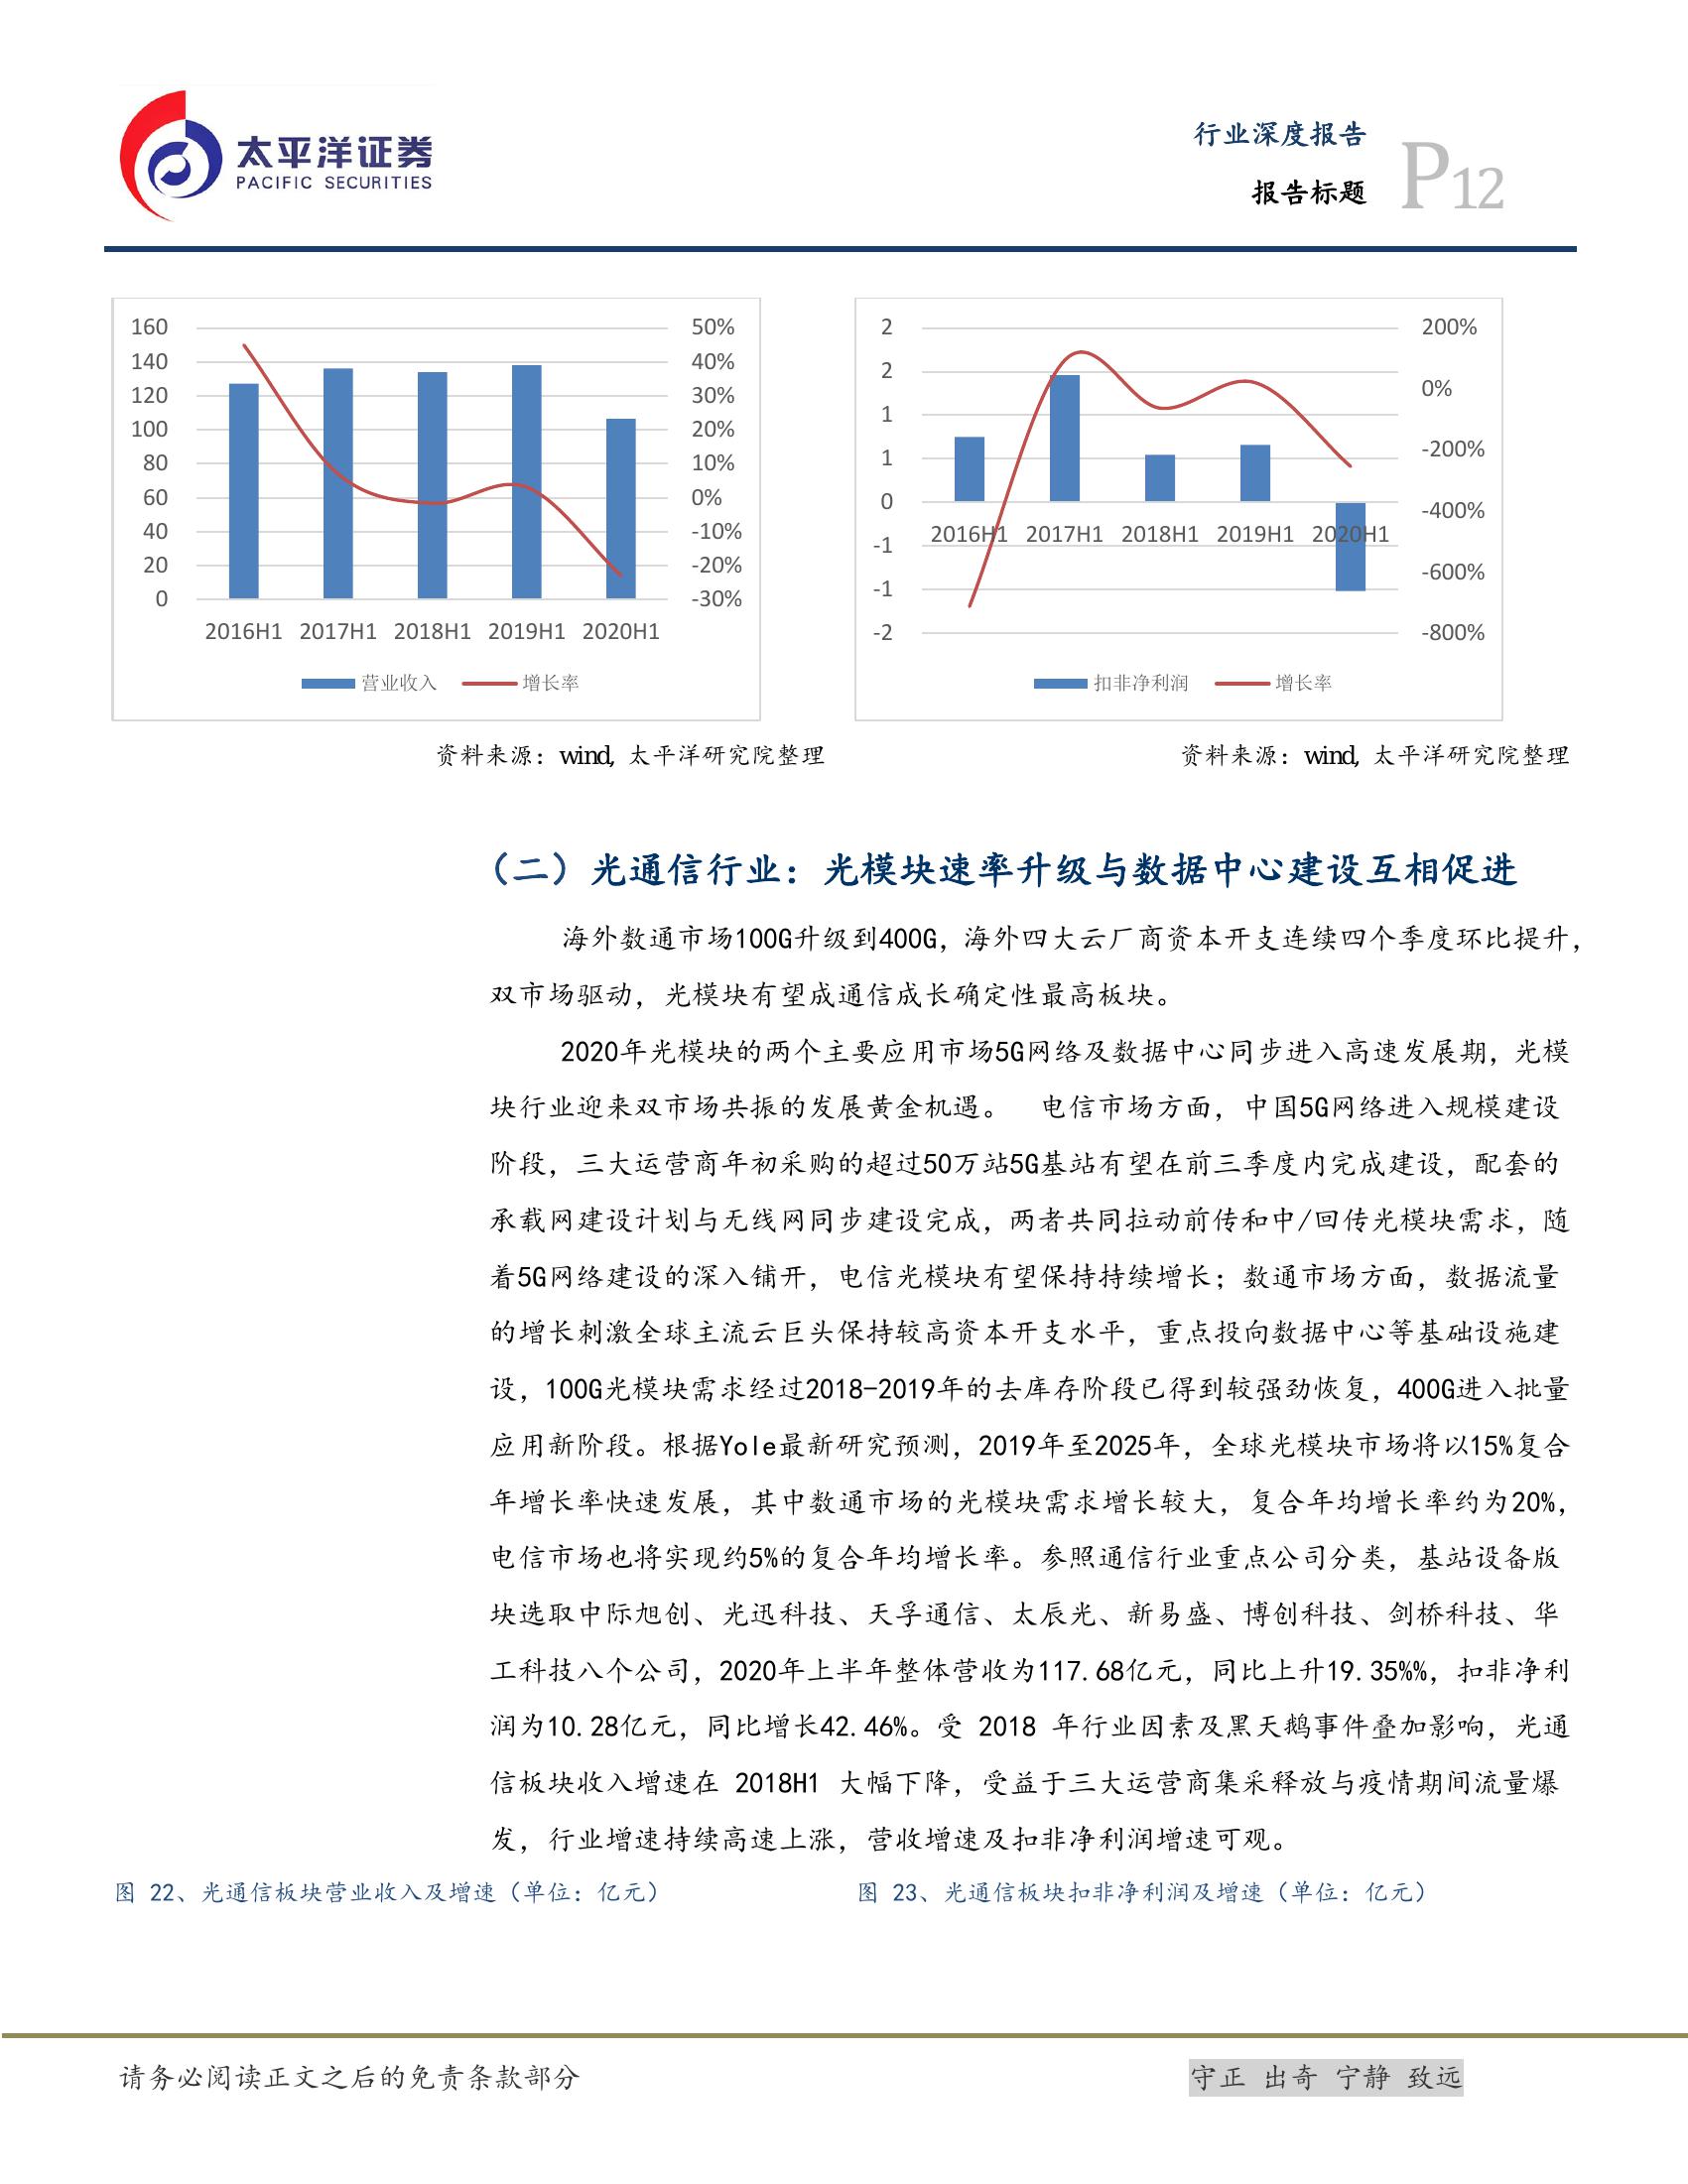 太平洋证券
PACIFIC SECURITIES
行业深度报告
报告标题
P12
160
140
120
100
80
60
40
20
0
50%
40%
30%
20%
10%
0%
-10%
-20%
-30%
2016H1 2017H1 2018H1 2019H1 2020H1
营业收入 增长率
2
2
1
1
0
-1
-1
-2
200%
0%
-200%
-400%
-600%
-800%
2016H1 2017H1 2018H1 2019H1 2020H1
扣非净利润 增长率
资料来源：wind, 太平洋研究院整理
资料来源：wind, 太平洋研究院整理
（二）光通信行业：光模块速率升级与数据中心建设互相促进
海外数通市场100G升级到400G，海外四大云厂商资本开支连续四个季度环比提升，
双市场驱动，光模块有望成通信成长确定性最高板块。
2020年光模块的两个主要应用市场5G网络及数据中心同步进入高速发展期，光模
块行业迎来双市场共振的发展黄金机遇。 电信市场方面，中国5G网络进入规模建设
阶段，三大运营商年初采购的超过50万站5G基站有望在前三季度内完成建设，配套的
承载网建设计划与无线网同步建设完成，两者共同拉动前传和中/回传光模块需求，随
着5G网络建设的深入铺开，电信光模块有望保持持续增长；数通市场方面，数据流量
的增长刺激全球主流云巨头保持较高资本开支水平，重点投向数据中心等基础设施建
设，100G光模块需求经过2018-2019年的去库存阶段已得到较强劲恢复，400G进入批量
应用新阶段。根据Yole最新研究预测，2019年至2025年，全球光模块市场将以15%复合
年增长率快速发展，其中数通市场的光模块需求增长较大，复合年均增长率约为20%，
电信市场也将实现约5%的复合年均增长率。参照通信行业重点公司分类，基站设备版
块选取中际旭创、光迅科技、天孚通信、太辰光、新易盛、博创科技、剑桥科技、华
工科技八个公司，2020年上半年整体营收为117.68亿元，同比上升19.35%%，扣非净利
润为10.28亿元，同比增长42.46%。受 2018 年行业因素及黑天鹅事件叠加影响，光通
信板块收入增速在 2018H1 大幅下降，受益于三大运营商集采释放与疫情期间流量爆
发，行业增速持续高速上涨，营收增速及扣非净利润增速可观。
图 22、光通信板块营业收入及增速（单位：亿元）
图 23、光通信板块扣非净利润及增速（单位：亿元）
请务必阅读正文之后的免责条款部分
守正 出奇 宁静 致远